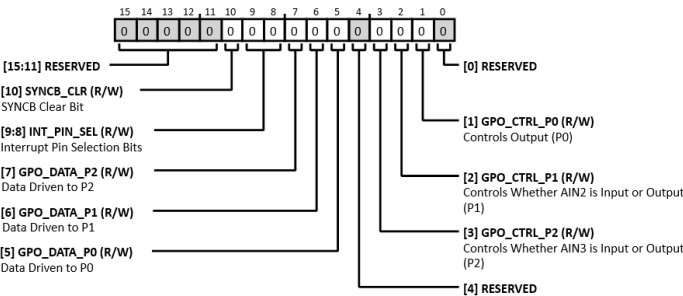 15 14 13 12 11 10 9 8 7 6 5 4 3 2 1 0
0 0 0 0 0 0 0 0 0 0 0 0 0 0 0 0
[15:11] RESERVED
[10] SYNCB_CLR (R/W)
SYNCB Clear Bit
[9:8] INT_PIN_SEL (R/W)
Interrupt Pin Selection Bits
[7] GPO_DATA_P2 (R/W)
Data Driven to P2
[6] GPO_DATA_P1 (R/W)
Data Driven to P1
[5] GPO_DATA_P0 (R/W)
Data Driven to P0
[0] RESERVED
[1] GPO_CTRL_P0 (R/W)
Controls Output (P0)
[2] GPO_CTRL_P1 (R/W)
Controls Whether AIN2 is Input or Output
(P1)
[3] GPO_CTRL_P2 (R/W)
Controls Whether AIN3 is Input or Output
(P2)
[4] RESERVED